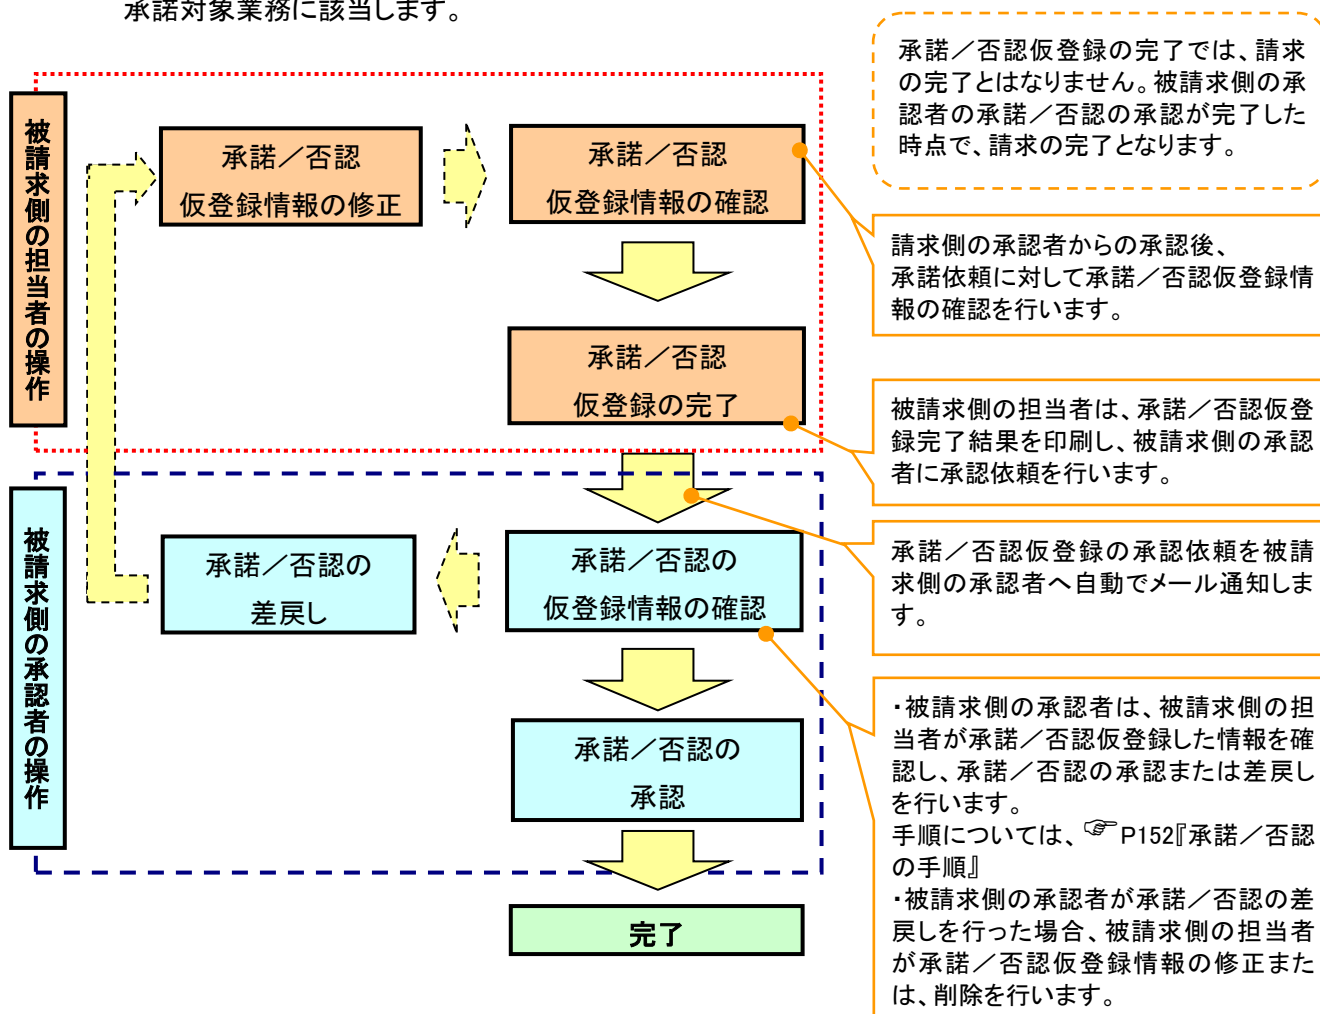 承諾対象業務に該当します。
承諾／否認仮登録の完了では、請求
の完了とはなりません。被請求側の承
認者の承諾／否認の承認が完了した
時点で、請求の完了となります。
被請求側の担当者の操作
承諾／否認
仮登録情報の修正
承諾／否認
仮登録情報の確認
請求側の承認者からの承認後、
承諾依頼に対して承諾／否認仮登録情
報の確認を行います。
承諾／否認
仮登録の完了
被請求側の担当者は、承諾／否認仮登
録完了結果を印刷し、被請求側の承認
者に承認依頼を行います。
被請求側の承認者の操作
承諾／否認の
差戻し
承諾／否認の
仮登録情報の確認
承諾／否認仮登録の承認依頼を被請
求側の承認者へ自動でメール通知しま
す。
承諾／否認の
承認
・被請求側の承認者は、被請求側の担
当者が承諾／否認仮登録した情報を確
認し、承諾／否認の承認または差戻し
を行います。
手順については、☞P152『承諾／否認
の手順』
・被請求側の承認者が承諾／否認の差
戻しを行った場合、被請求側の担当者
が承諾／否認仮登録情報の修正また
は、削除を行います。
完了